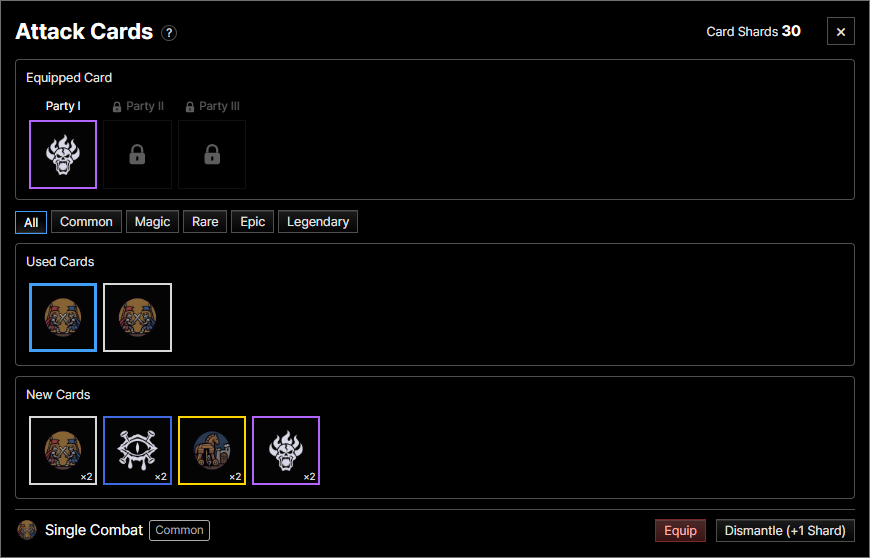 Attack Cards ?
Card Shards 30 ×
Equipped Card
Party I Party II Party III
All Common Magic Rare Epic Legendary
Used Cards
New Cards
×2 ×2 ×2 ×2
Single Combat Common Equip Dismantle (+1 Shard)